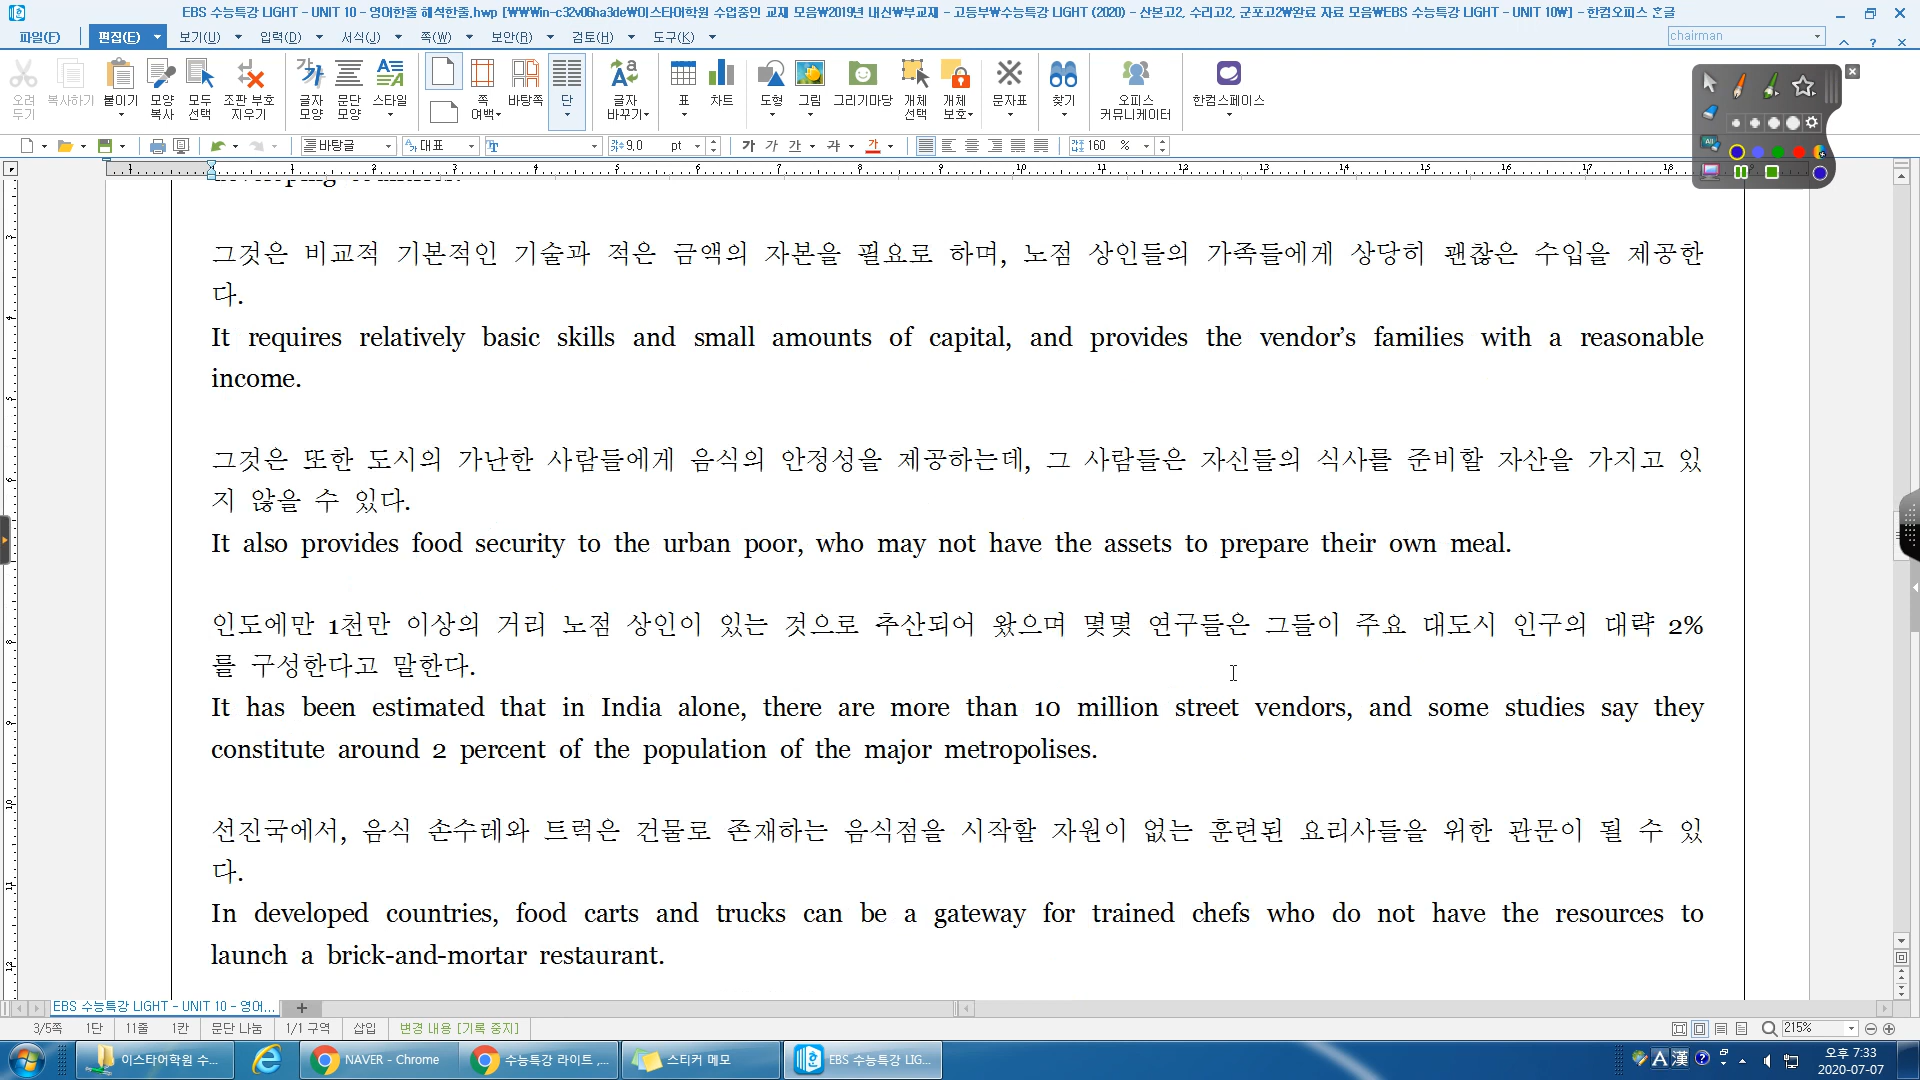 EBS 수능특강 LIGHT - UNIT 10 - 영어한줄 해석한줄.hwp [₩₩Win-c32v06ha3de₩이스타어학원 수업중인 교재 모음₩2019년 내신₩부교재 - 고등부₩수능특강 LIGHT (2020) - 산본고2, 수리고2, 군포고2₩완료 자료 모음₩EBS 수능특강 LIGHT - UNIT 10₩] - 한컴오피스 한글
파일(F) 편집(E) 보기(U) 입력(D) 서식(J) 쪽(W) 보안(R) 검토(H) 도구(K) chairman
오려 두기 복사하기 붙이기 모양 복사 모두 선택 조판 부호 지우기 글자 모양 문단 모양 스타일 쪽 여백 바탕쪽 단 글자 바꾸기 표 차트 도형 그림 그리기마당 개체 선택 개체 보호 문자표 찾기 오피스 커뮤니케이터 한컴스페이스
바탕글 대표 9,0 pt 가 가 가 가 가 160 %
developing countries.
그것은 비교적 기본적인 기술과 적은 금액의 자본을 필요로 하며, 노점 상인들의 가족들에게 상당히 괜찮은 수입을 제공한
다.
It requires relatively basic skills and small amounts of capital, and provides the vendor’s families with a reasonable
income.
그것은 또한 도시의 가난한 사람들에게 음식의 안정성을 제공하는데, 그 사람들은 자신들의 식사를 준비할 자산을 가지고 있
지 않을 수 있다.
It also provides food security to the urban poor, who may not have the assets to prepare their own meal.
인도에만 1천만 이상의 거리 노점 상인이 있는 것으로 추산되어 왔으며 몇몇 연구들은 그들이 주요 대도시 인구의 대략 2%
를 구성한다고 말한다.
It has been estimated that in India alone, there are more than 10 million street vendors, and some studies say they
constitute around 2 percent of the population of the major metropolises.
선진국에서, 음식 손수레와 트럭은 건물로 존재하는 음식점을 시작할 자원이 없는 훈련된 요리사들을 위한 관문이 될 수 있
다.
In developed countries, food carts and trucks can be a gateway for trained chefs who do not have the resources to
launch a brick-and-mortar restaurant.
EBS 수능특강 LIGHT - UNIT 10 - 영어...
3/5쪽 1단 11줄 1칸 문단 나눔 1/1 구역 삽입 변경 내용 [기록 중지] 215%
이스타어학원 수... NAVER - Chrome 수능특강 라이트 ,... 스티커 메모 EBS 수능특강 LIG... A 漢 오후 7:33
2020-07-07